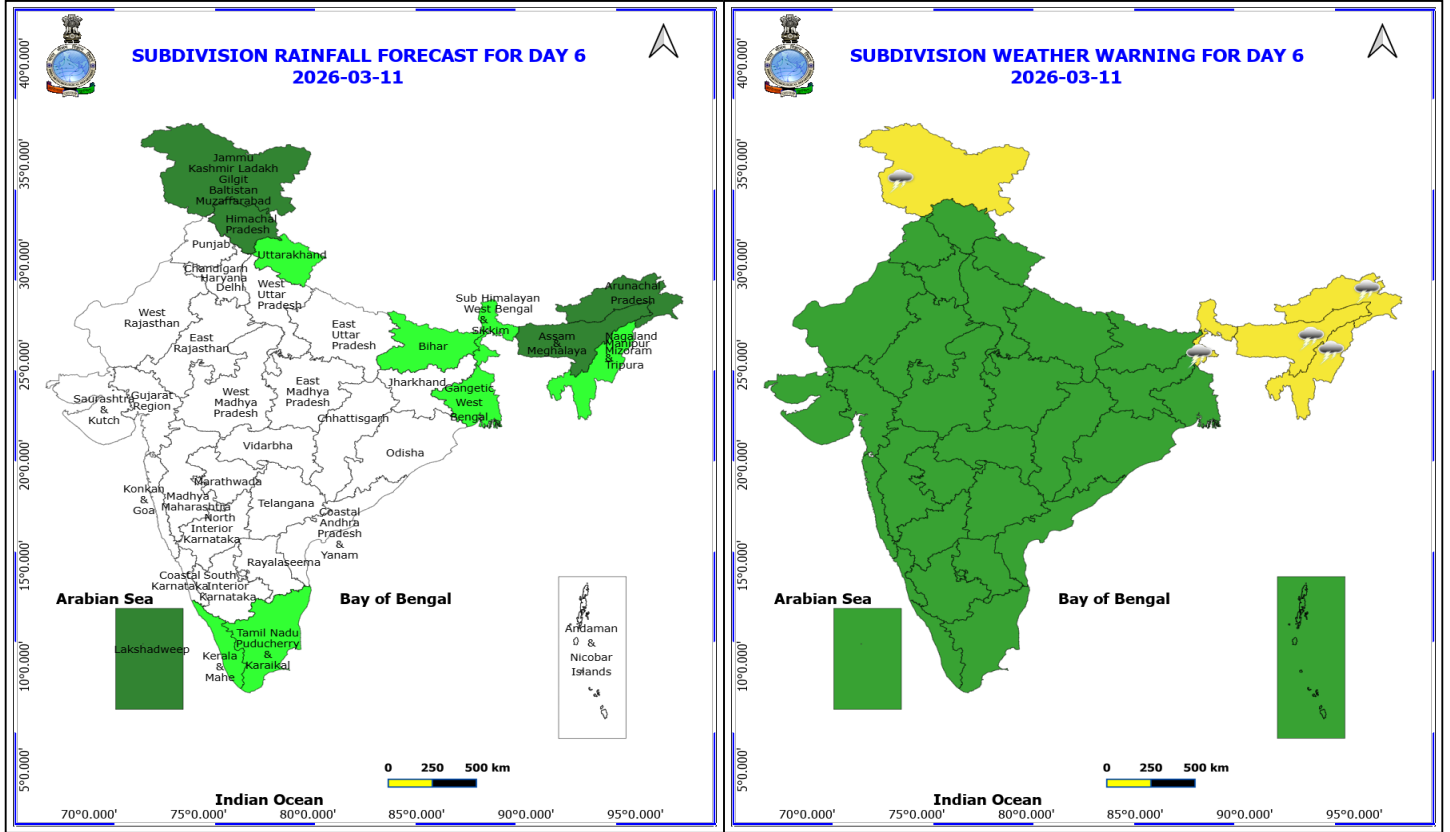 SUBDIVISION RAINFALL FORECAST FOR DAY 6
2026-03-11
40°0.000'
35°0.000'
30°0.000'
25°0.000'
20°0.000'
15°0.000'
10°0.000'
5°0.000'
Jammu
Kashmir Ladakh
Gilgit
Baltistan
Muzaffarabad
Himachal
Pradesh
Punjab
Uttarakhand
Chandigarh
Haryana
Delhi
West
Uttar
Pradesh
Arunachal
Pradesh
Sub Himalayan
West Bengal
&
Sikkim
West
Rajasthan
East
Rajasthan
East
Uttar
Pradesh
Bihar
Assam
&
Meghalaya
Nagaland
Manipur
Mizoram
&
Tripura
Jharkhand
Gangetic
West
Bengal
Saurashtra
&
Kutch
Gujarat
Region
West
Madhya
Pradesh
East
Madhya
Pradesh
Chhattisgarh
Vidarbha
Odisha
Konkan
&
Goa
Madhya
Maharashtra
Marathwada
Telangana
North
Interior
Karnataka
Coastal
Andhra
Pradesh
&
Yanam
Rayalaseema
Coastal
Karnataka
South
Interior
Karnataka
Arabian Sea
Bay of Bengal
Lakshadweep
Kerala
&
Mahe
Tamil Nadu
Puducherry
&
Karaikal
Andaman
&
Nicobar
Islands
0 250 500 km
Indian Ocean
70°0.000' 75°0.000' 80°0.000' 85°0.000' 90°0.000' 95°0.000'
SUBDIVISION WEATHER WARNING FOR DAY 6
2026-03-11
40°0.000'
35°0.000'
30°0.000'
25°0.000'
20°0.000'
15°0.000'
10°0.000'
5°0.000'
Arabian Sea
Bay of Bengal
0 250 500 km
Indian Ocean
70°0.000' 75°0.000' 80°0.000' 85°0.000' 90°0.000' 95°0.000'